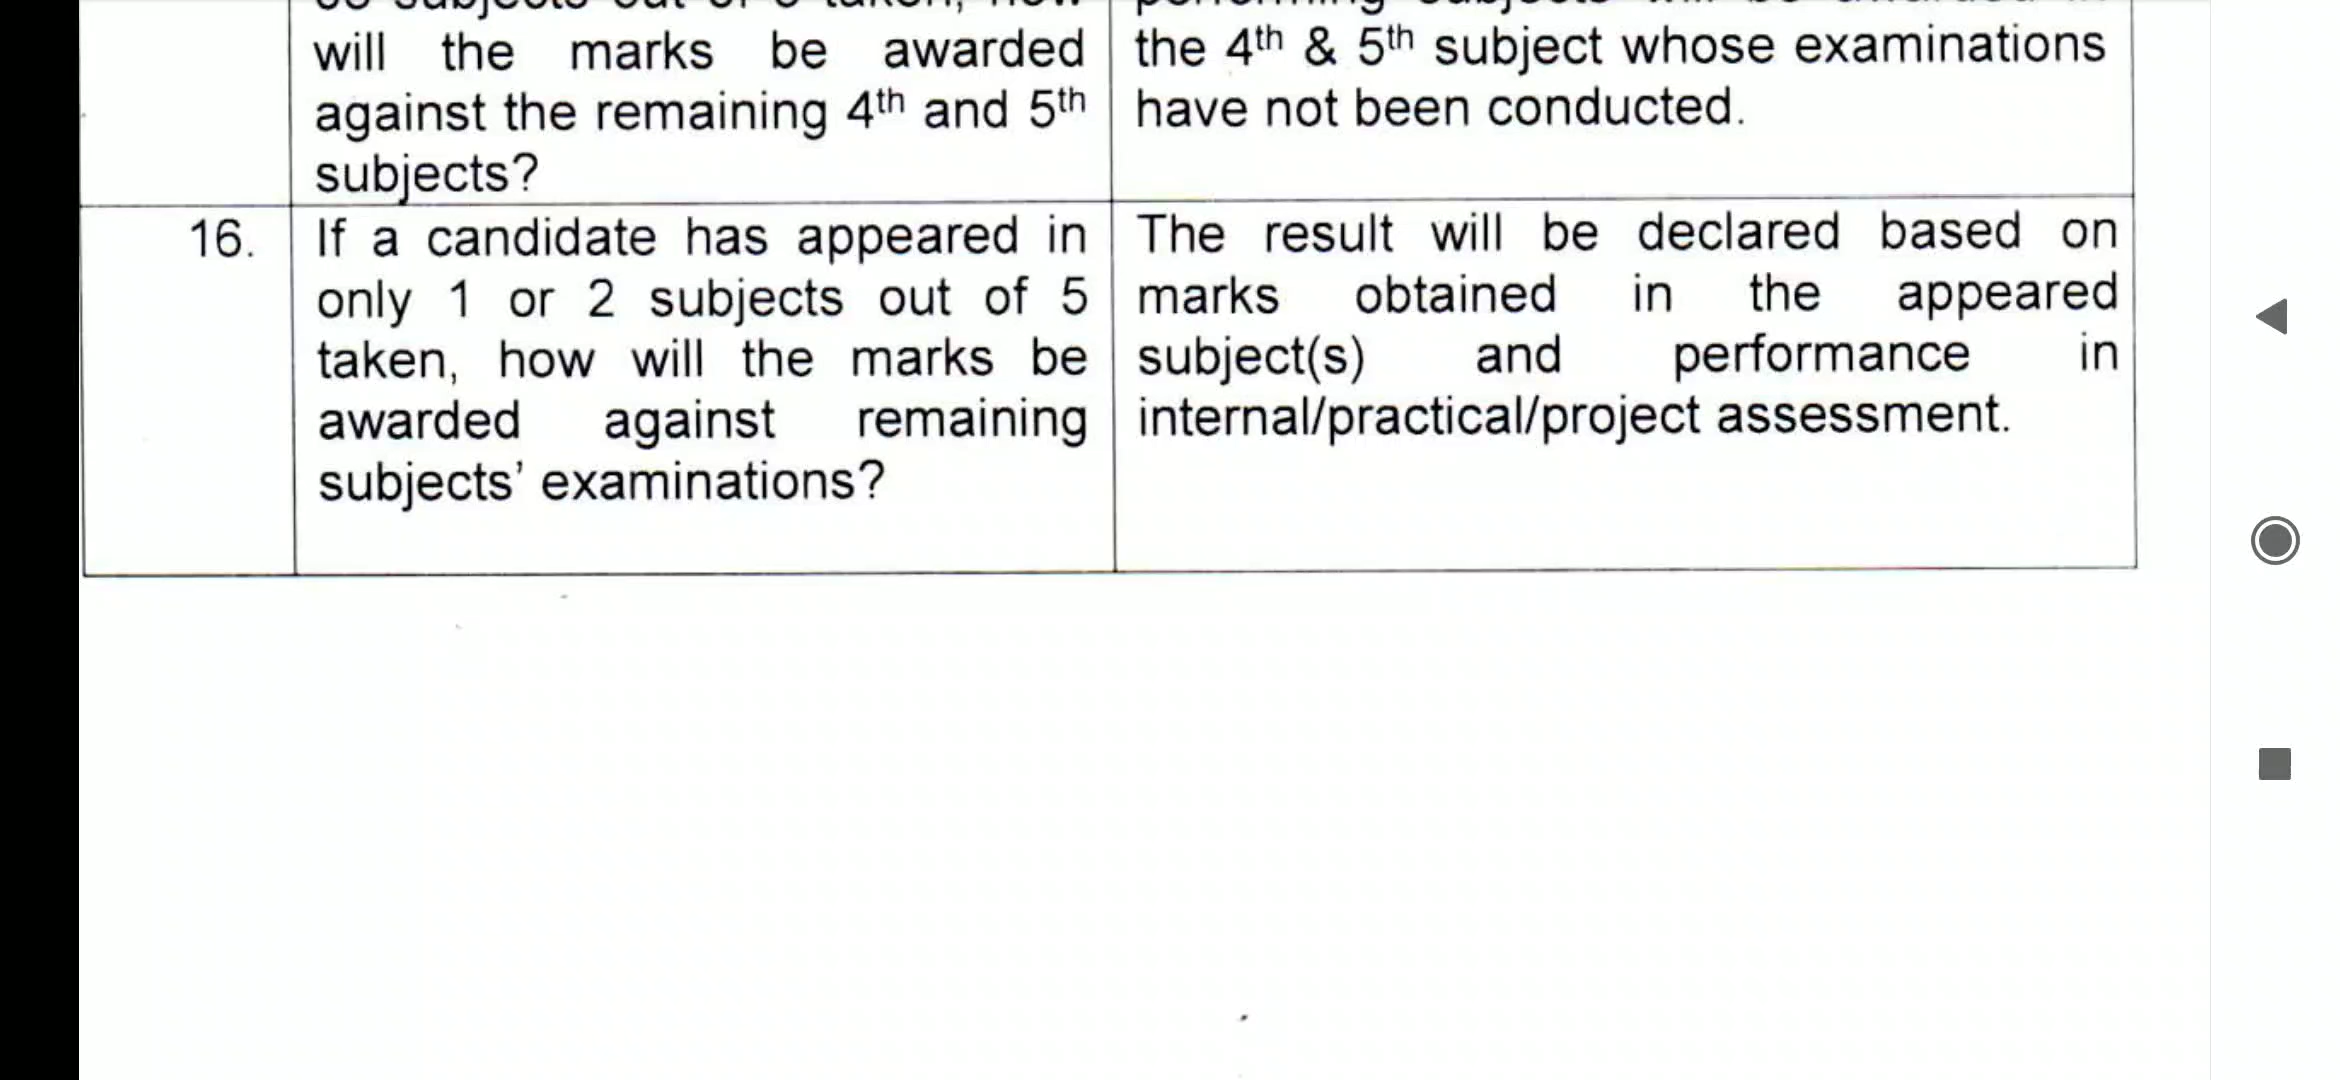 will the marks be awarded
against the remaining 4th and 5th
subjects?
the 4th & 5th subject whose examinations
have not been conducted.
16.
If a candidate has appeared in
only 1 or 2 subjects out of 5
taken, how will the marks be
awarded against remaining
subjects' examinations?
The result will be declared based on
marks obtained in the appeared
subject(s) and performance in
internal/practical/project assessment.